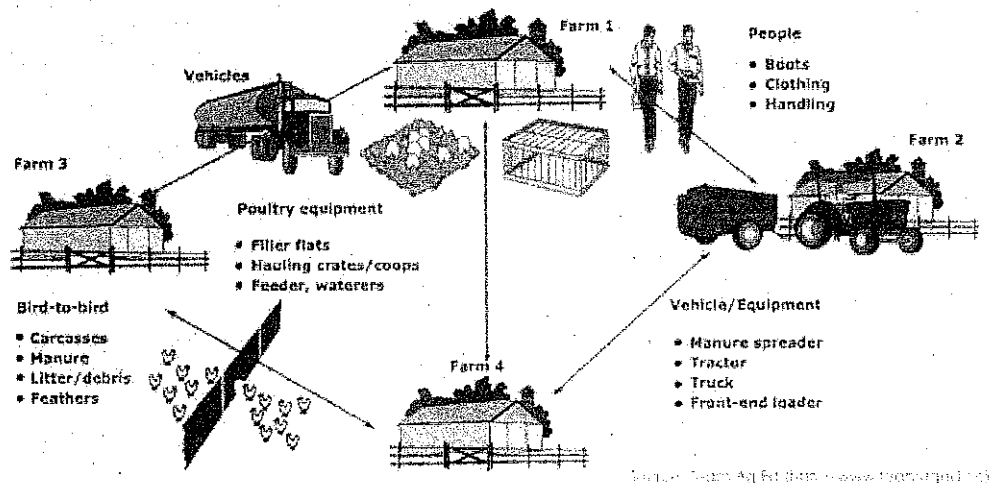 Farm 1
People
• Boots
• Clothing
• Handling
Vehicles
Farm 2
Farm 3
Poultry equipment
• Filler flats
• Hauling crates/coops
• Feeder, waterers
Bird-to-bird
• Carcasses
• Manure
• Litter/debris
• Feathers
Vehicle/Equipment
• Manure spreader
• Tractor
• Truck
• Front-end loader
Farm 4